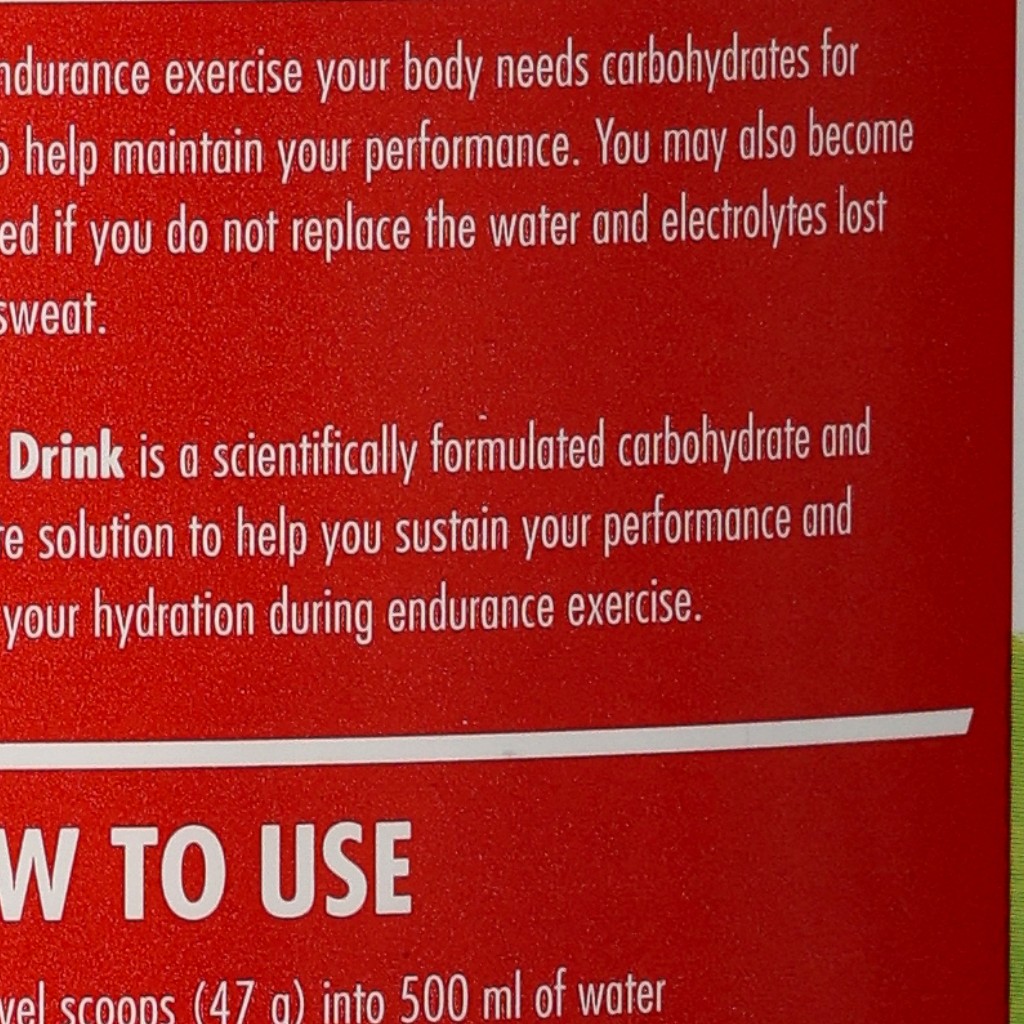 ndurance exercise your body needs carbohydrates for
o help maintain your performance. You may also become
ed if you do not replace the water and electrolytes lost
sweat.
Drink is a scientifically formulated carbohydrate and
re solution to help you sustain your performance and
your hydration during endurance exercise.
W TO USE
vel scoops (47 g) into 500 ml of water